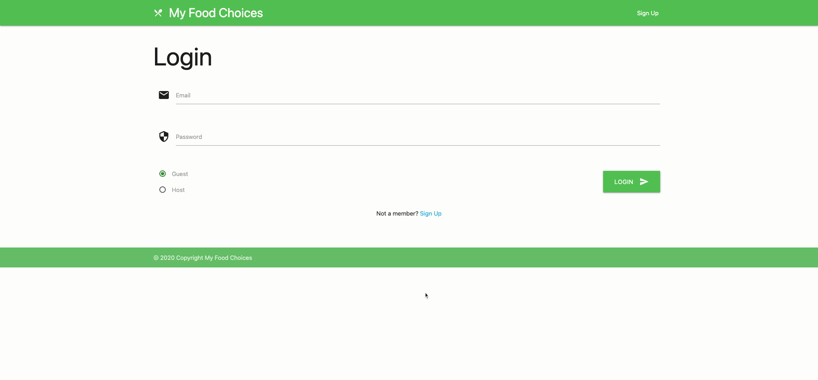 My Food Choices
Sign Up
Login
Email
Password
Guest
Host
LOGIN
Not a member? Sign Up
© 2020 Copyright My Food Choices